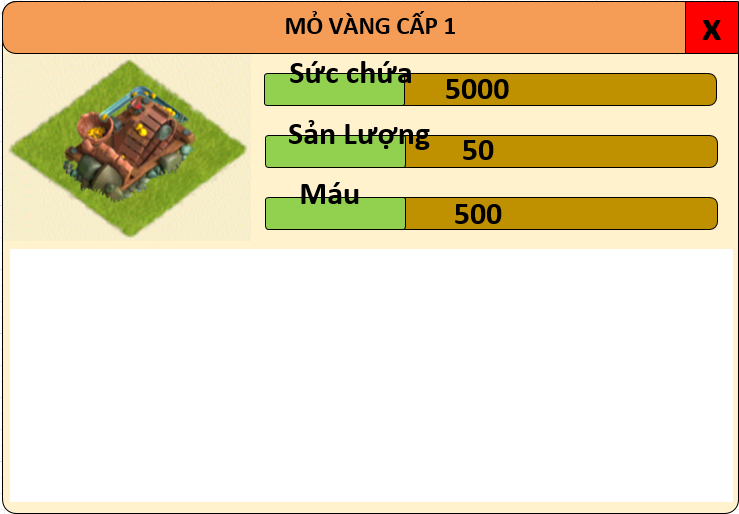 MỎ VÀNG CẤP 1
X
Sức chứa
5000
Sản Lượng
50
Máu
500